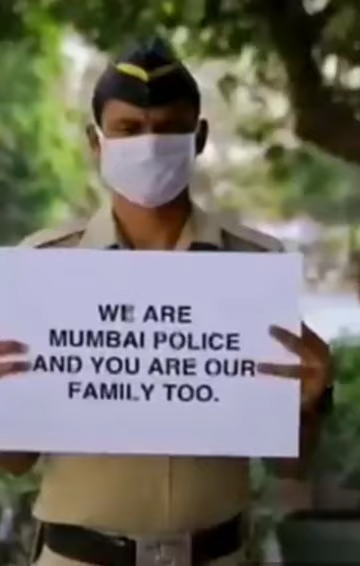 WE ARE
MUMBAI POLICE
AND YOU ARE OUR
FAMILY TOO.